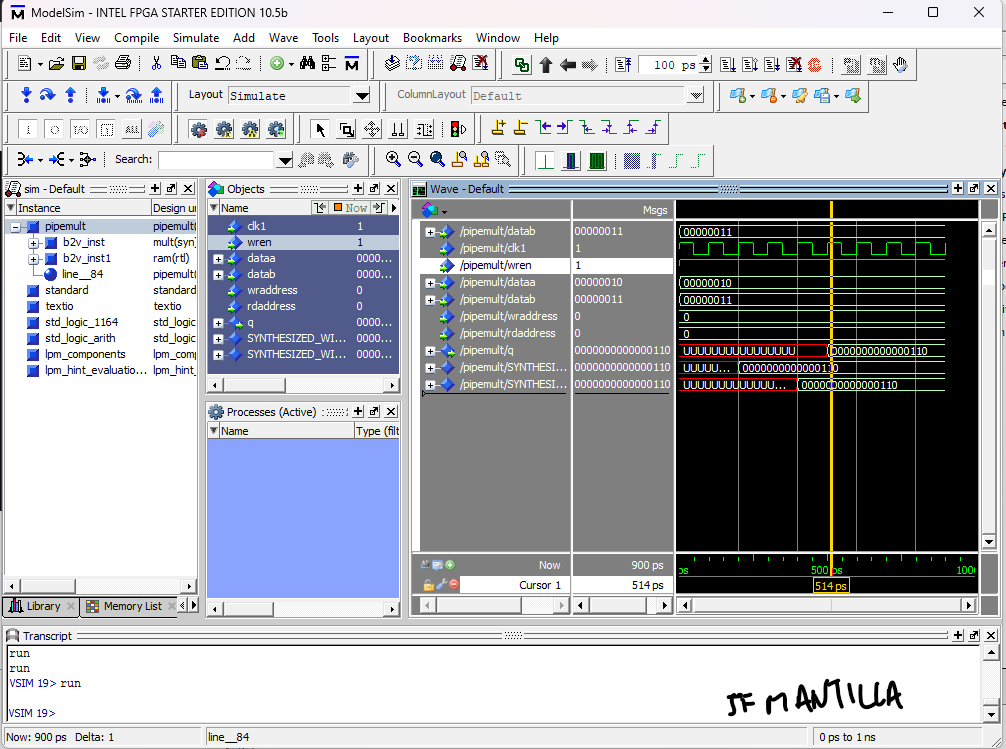 ModelSim - INTEL FPGA STARTER EDITION 10.5b
File Edit View Compile Simulate Add Wave Tools Layout Bookmarks Window Help
100 ps
Layout Simulate
ColumnLayout Default
ALL
Search:
sim - Default
Instance Design un
pipemult pipemult(
b2v_inst mult(syn)
b2v_inst1 ram(rtl)
line__84 pipemult(
standard standard
textio textio
std_logic_1164 std_logic
std_logic_arith std_logic
lpm_components lpm_comp
lpm_hint_evaluatio... lpm_hint_
Library Memory List
Objects
Name Now
clk1 1
wren 1
dataa 0000...
datab 0000...
wraddress 0
rdaddress 0
q 0000...
SYNTHESIZED_WI... 0000...
SYNTHESIZED_WI... 0000...
Processes (Active)
Name Type (filt
Wave - Default
Msgs
/pipemult/datab 00000011 00000011
/pipemult/clk1 1
/pipemult/wren 1
/pipemult/dataa 00000010 00000010
/pipemult/datab 00000011 00000011
/pipemult/wraddress 0 0
/pipemult/rdaddress 0 0
/pipemult/q 0000000000000110 UUUUUUUUUUUUUUUU 0000000000000110
/pipemult/SYNTHESI... 0000000000000110 UUUUU... 0000000000000110
/pipemult/SYNTHESI... 0000000000000110 UUUUUUUUUUUUU... 0000000000000110
Now 900 ps ps 500 ps 1000
Cursor 1 514 ps 514 ps
Transcript
run
run
VSIM 19> run
VSIM 19>
JF MANTILLA
Now: 900 ps Delta: 1 line__84 0 ps to 1 ns